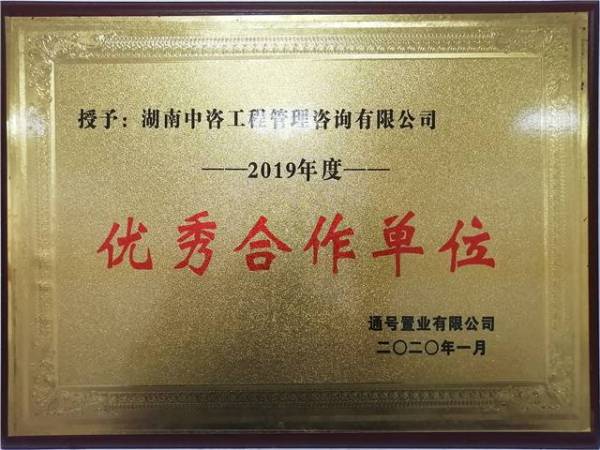 授予：湖南中咨工程管理咨询有限公司
——2019年度——
优秀合作单位
通号置业有限公司
二〇二〇年一月